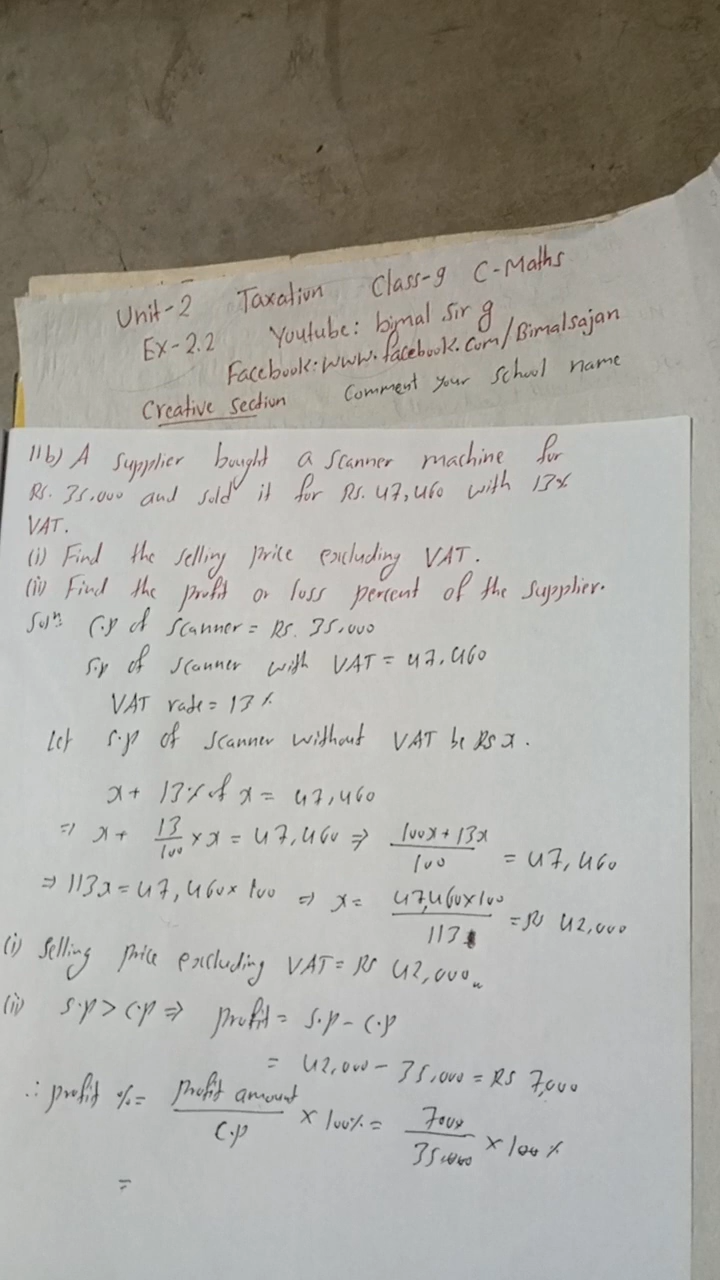 Unit-2 Taxation Class-9 C-Maths
Ex-2.2 Youtube: bimal sir g
Facebook: www.facebook.com/Bimalsajan
Creative section Comment your school name
11b) A supplier bought a scanner machine for
Rs. 35,000 and sold it for Rs. 47,460 with 13%
VAT.
(i) Find the selling price excluding VAT.
(ii) Find the profit or loss percent of the supplier.
Solⁿ: C.p of scanner = Rs. 35,000
S.p of scanner with VAT = 47,460
VAT rate = 13%
Let s.p of scanner without VAT be Rs x.
x + 13% of x = 47,460
⇒ x + 13/100 × x = 47,460 ⇒ (100x + 13x)/100 = 47,460
⇒ 113x = 47,460 × 100 ⇒ x = (47,460 × 100)/113 = Rs 42,000
(i) Selling price excluding VAT = Rs 42,000
(ii) s.p > c.p ⇒ profit = s.p - c.p
= 42,000 - 35,000 = Rs 7,000
∴ profit % = profit amount/C.p × 100% = 7000/35000 × 100%
=